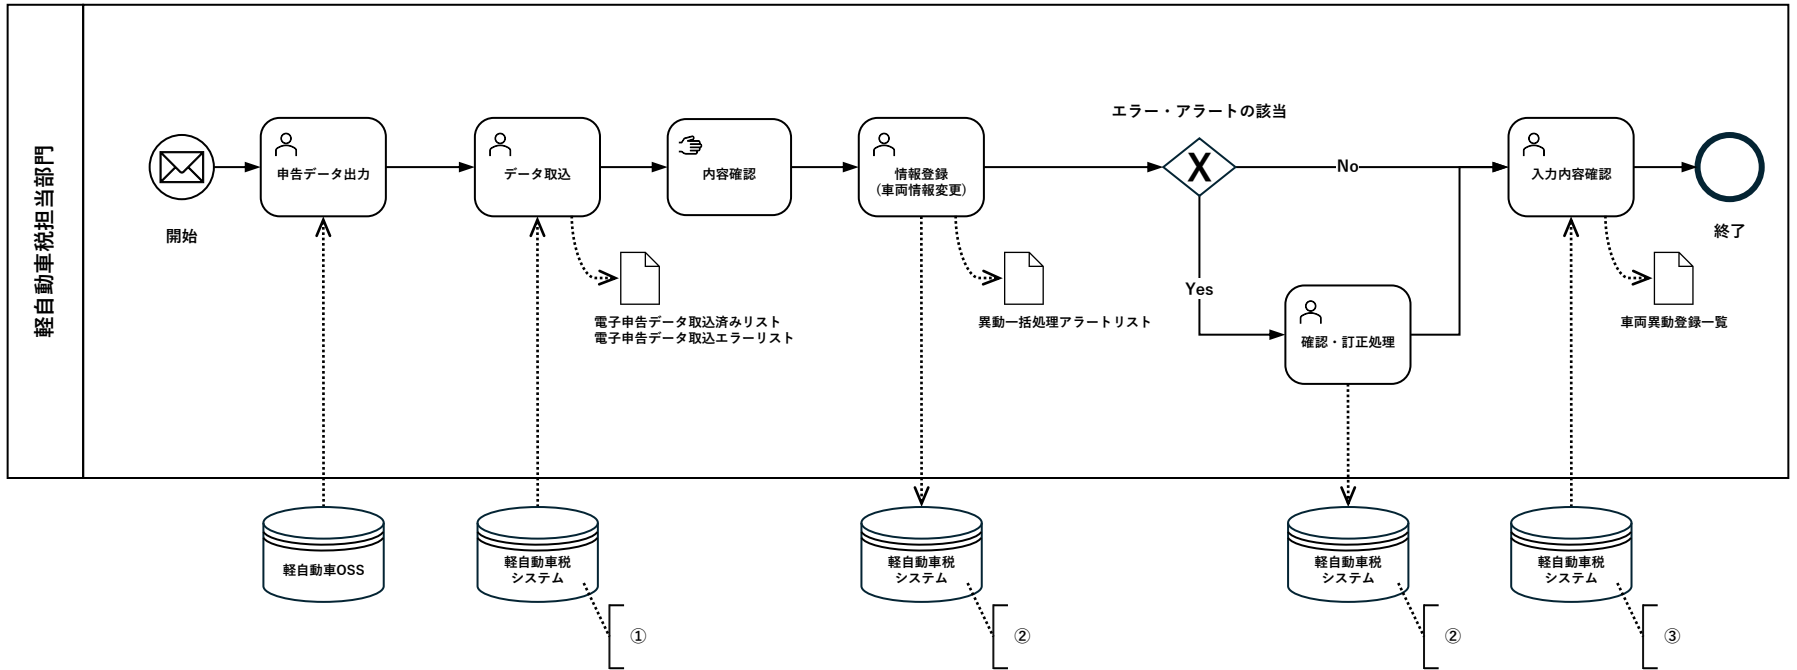 軽自動車税担当部門
開始
申告データ出力
データ取込
内容確認
情報登録
(車両情報変更)
エラー・アラートの該当
No
Yes
確認・訂正処理
入力内容確認
終了
電子申告データ取込済みリスト
電子申告データ取込エラーリスト
異動一括処理アラートリスト
車両異動登録一覧
軽自動車OSS
軽自動車税
システム
①
軽自動車税
システム
②
軽自動車税
システム
②
軽自動車税
システム
③